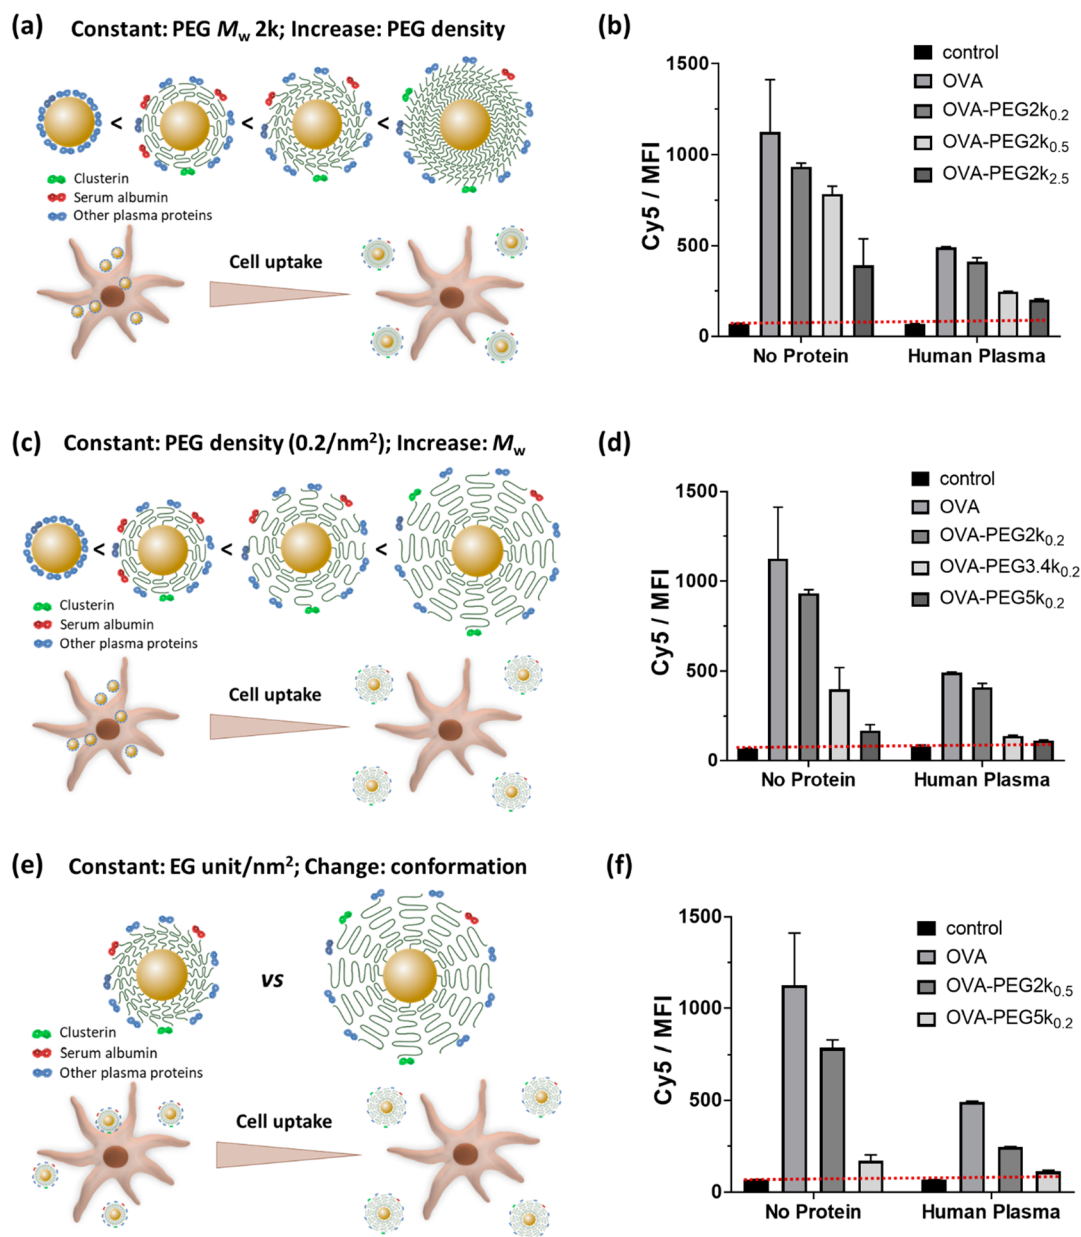 (a) Constant: PEG Mw 2k; Increase: PEG density
< < <
Clusterin
Serum albumin
Other plasma proteins
Cell uptake
(b)
control
OVA
OVA-PEG2k0.2
OVA-PEG2k0.5
OVA-PEG2k2.5
Cy5 / MFI
1500
1000
500
0
No Protein Human Plasma
(c) Constant: PEG density (0.2/nm2); Increase: Mw
< < <
Clusterin
Serum albumin
Other plasma proteins
Cell uptake
(d)
control
OVA
OVA-PEG2k0.2
OVA-PEG3.4k0.2
OVA-PEG5k0.2
Cy5 / MFI
1500
1000
500
0
No Protein Human Plasma
(e) Constant: EG unit/nm2; Change: conformation
vs
Clusterin
Serum albumin
Other plasma proteins
Cell uptake
(f)
control
OVA
OVA-PEG2k0.5
OVA-PEG5k0.2
Cy5 / MFI
1500
1000
500
0
No Protein Human Plasma